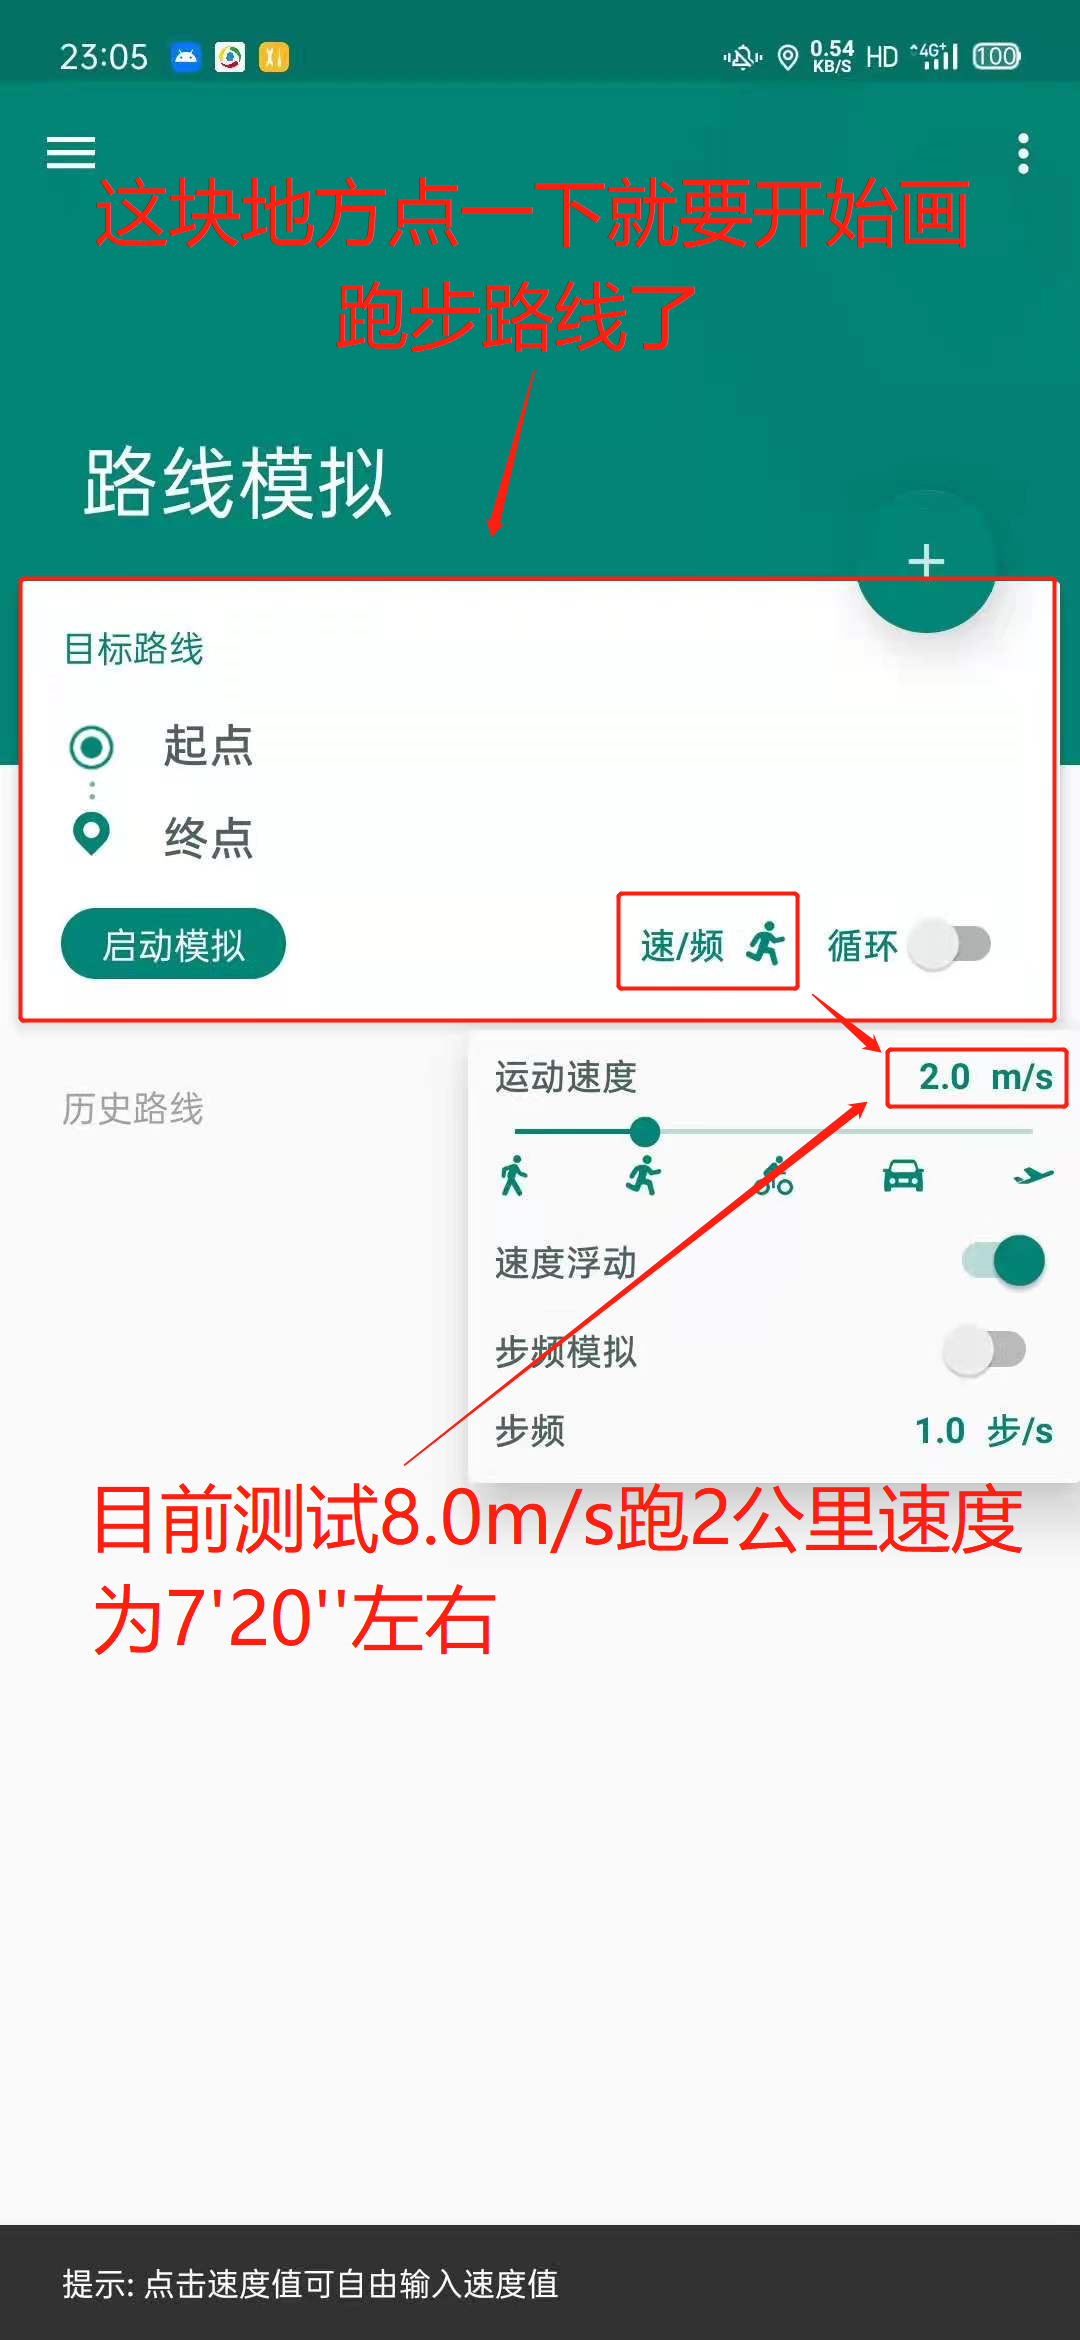 23:05
0.54
KB/S
HD
4G+
100
这块地方点一下就要开始画
跑步路线了
路线模拟
+
目标路线
起点
终点
启动模拟
速/频
循环
历史路线
运动速度
2.0 m/s
速度浮动
步频模拟
步频
1.0 步/s
目前测试8.0m/s跑2公里速度
为7'20''左右
提示: 点击速度值可自由输入速度值